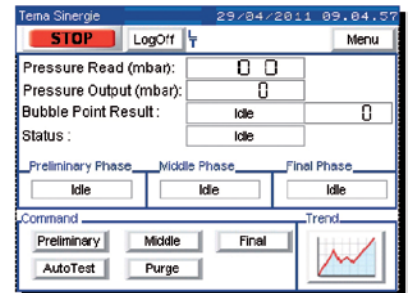 Tema Sinergie 29/04/2011 09.04.57
STOP LogOff Menu
Pressure Read (mbar): 0 0
Pressure Output (mbar): 0
Bubble Point Result : Idle 0
Status : Idle
Preliminary Phase Middle Phase Final Phase
Idle Idle Idle
Command Trend
Preliminary Middle Final
AutoTest Purge